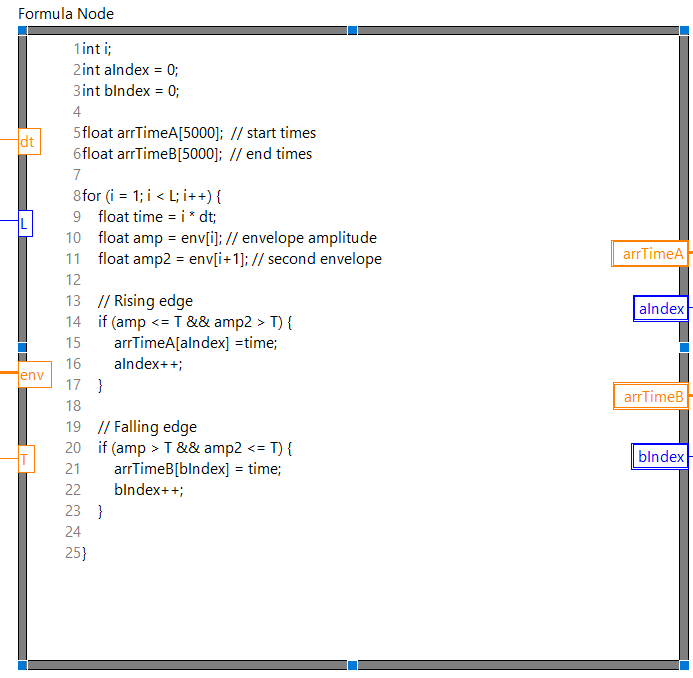 Formula Node
1int i;
2int aIndex = 0;
3int bIndex = 0;
4
5float arrTimeA[5000];  // start times
6float arrTimeB[5000];  // end times
7
8for (i = 1; i < L; i++) {
9    float time = i * dt;
10    float amp = env[i]; // envelope amplitude
11    float amp2 = env[i+1]; // second envelope
12
13    // Rising edge
14    if (amp <= T && amp2 > T) {
15        arrTimeA[aIndex] =time;
16        aIndex++;
17    }
18
19    // Falling edge
20    if (amp > T && amp2 <= T) {
21        arrTimeB[bIndex] = time;
22        bIndex++;
23    }
24
25}
dt
L
env
T
arrTimeA
aIndex
arrTimeB
bIndex